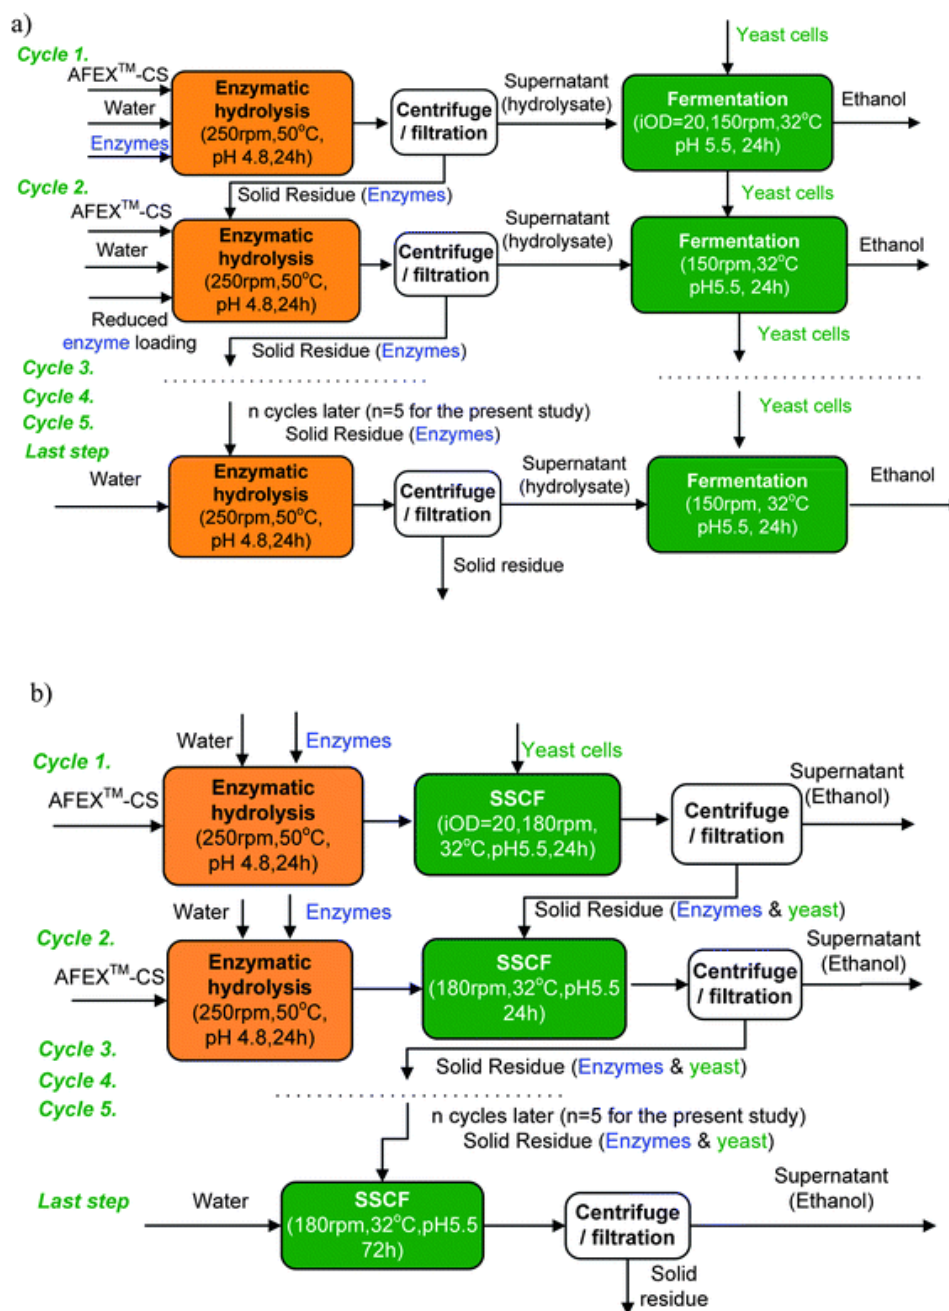 a)
Cycle 1.
AFEX™-CS
Water
Enzymes
Enzymatic
hydrolysis
(250rpm,50°C,
pH 4.8,24h)
Centrifuge
/ filtration
Supernatant
(hydrolysate)
Yeast cells
Fermentation
(iOD=20,150rpm,32°C
pH 5.5, 24h)
Ethanol
Solid Residue (Enzymes)
Yeast cells
Cycle 2.
AFEX™-CS
Water
Reduced
enzyme loading
Enzymatic
hydrolysis
(250rpm,50°C,
pH 4.8,24h)
Centrifuge
/ filtration
Supernatant
(hydrolysate)
Fermentation
(150rpm,32°C
pH5.5, 24h)
Ethanol
Solid Residue (Enzymes)
Yeast cells
Cycle 3.
Cycle 4.
Cycle 5.
n cycles later (n=5 for the present study)
Solid Residue (Enzymes)
Yeast cells
Last step
Water
Enzymatic
hydrolysis
(250rpm,50°C,
pH 4.8,24h)
Centrifuge
/ filtration
Supernatant
(hydrolysate)
Fermentation
(150rpm, 32°C
pH5.5, 24h)
Ethanol
Solid residue
b)
Cycle 1.
Water
Enzymes
AFEX™-CS
Enzymatic
hydrolysis
(250rpm,50°C,
pH 4.8,24h)
Yeast cells
SSCF
(iOD=20,180rpm,
32°C,pH5.5,24h)
Centrifuge
/ filtration
Supernatant
(Ethanol)
Solid Residue (Enzymes & yeast)
Cycle 2.
Water
Enzymes
AFEX™-CS
Enzymatic
hydrolysis
(250rpm,50°C,
pH 4.8,24h)
SSCF
(180rpm,32°C,pH5.5
24h)
Centrifuge
/ filtration
Supernatant
(Ethanol)
Solid Residue (Enzymes & yeast)
Cycle 3.
Cycle 4.
Cycle 5.
n cycles later (n=5 for the present study)
Solid Residue (Enzymes & yeast)
Last step
Water
SSCF
(180rpm,32°C,pH5.5
72h)
Centrifuge
/ filtration
Supernatant
(Ethanol)
Solid
residue